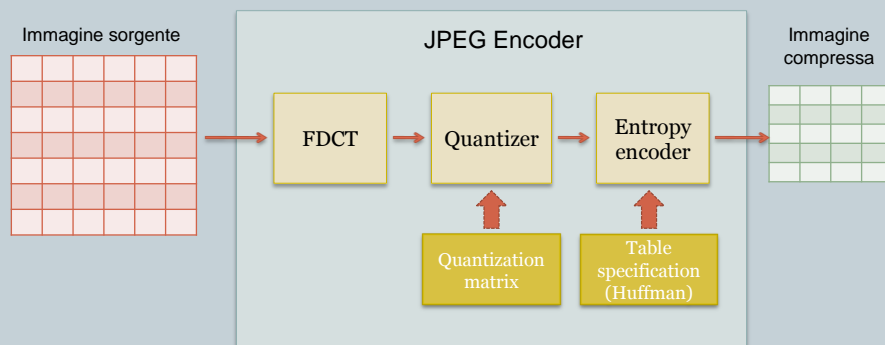 Immagine sorgente
JPEG Encoder
Immagine
compressa
FDCT
Quantizer
Entropy
encoder
Quantization
matrix
Table
specification
(Huffman)